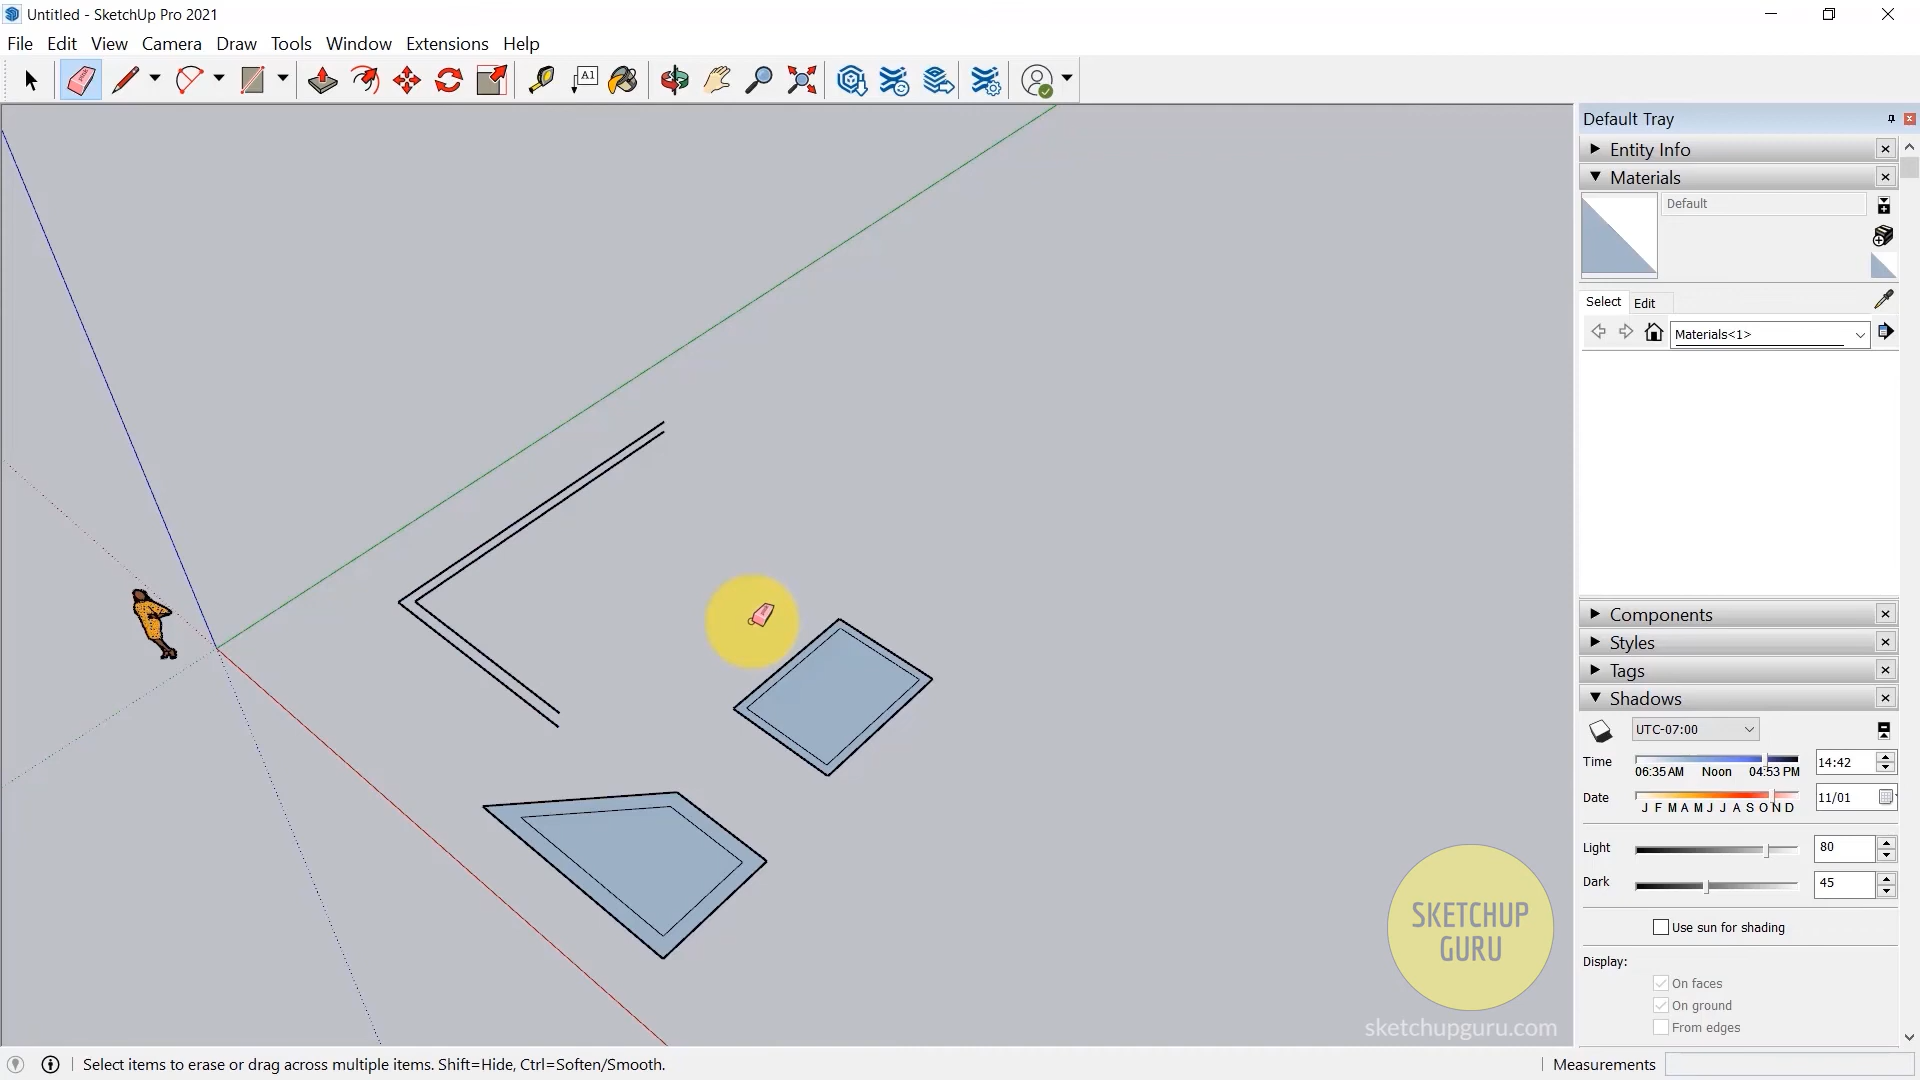 Untitled - SketchUp Pro 2021
File Edit View Camera Draw Tools Window Extensions Help
A1
Default Tray
Entity Info
Materials
Default
Select Edit
Materials<1>
Components
Styles
Tags
Shadows
UTC-07:00
Time 14:42
06:35 AM Noon 04:53 PM
Date 11/01
J F M A M J J A S O N D
Light 80
Dark 45
Use sun for shading
Display:
On faces
On ground
From edges
SKETCHUP
GURU
sketchupguru.com
Select items to erase or drag across multiple items. Shift=Hide, Ctrl=Soften/Smooth.
Measurements